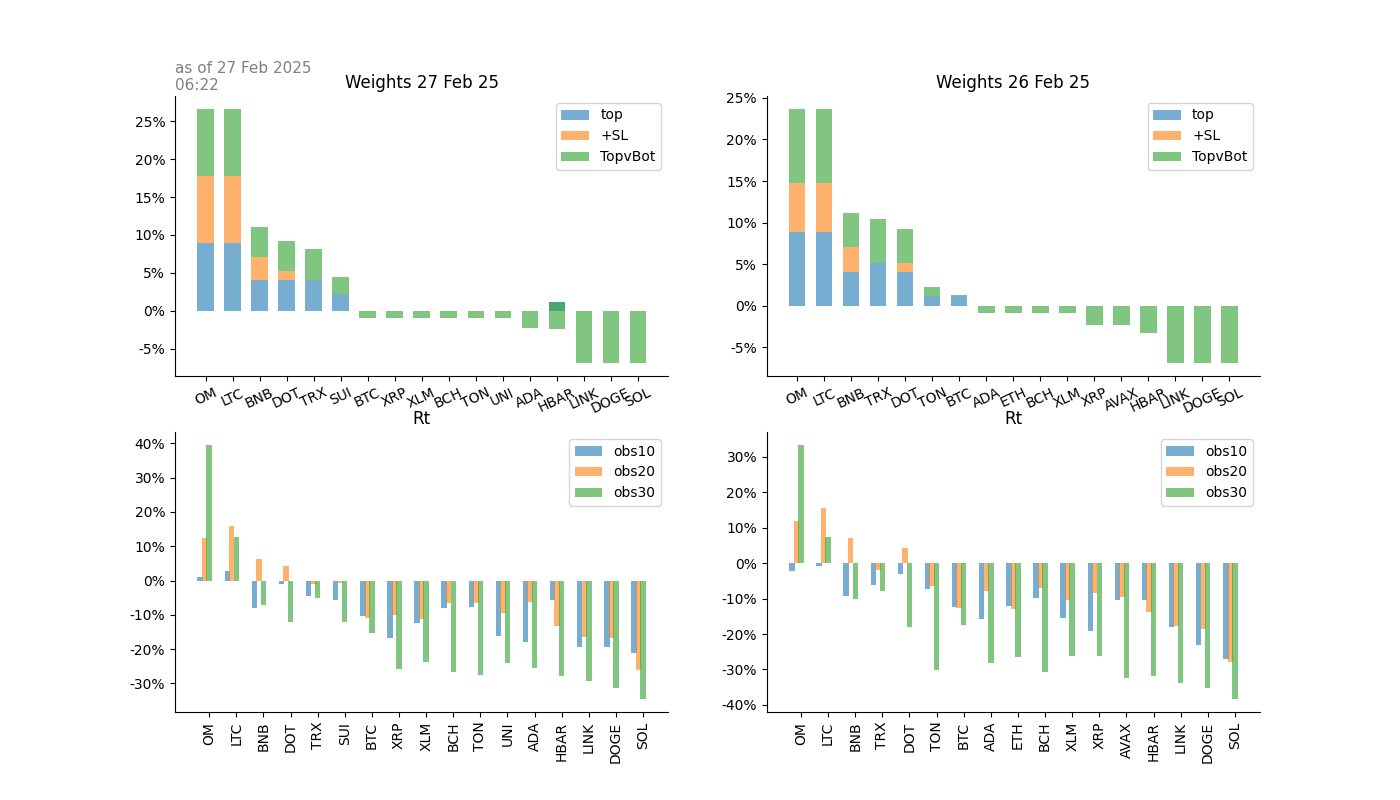 as of 27 Feb 2025
06:22
Weights 27 Feb 25
25%
20%
15%
10%
5%
0%
-5%
top
+SL
TopvBot
OM LTC BNB DOT TRX SUI BTC XRP XLM BCH TON UNI ADA HBAR LINK DOGE SOL
Weights 26 Feb 25
25%
20%
15%
10%
5%
0%
-5%
top
+SL
TopvBot
OM LTC BNB TRX DOT TON BTC ADA ETH BCH XLM XRP AVAX HBAR LINK DOGE SOL
Rt
40%
30%
20%
10%
0%
-10%
-20%
-30%
obs10
obs20
obs30
OM LTC BNB DOT TRX SUI BTC XRP XLM BCH TON UNI ADA HBAR LINK DOGE SOL
Rt
30%
20%
10%
0%
-10%
-20%
-30%
-40%
obs10
obs20
obs30
OM LTC BNB TRX DOT TON BTC ADA ETH BCH XLM XRP AVAX HBAR LINK DOGE SOL